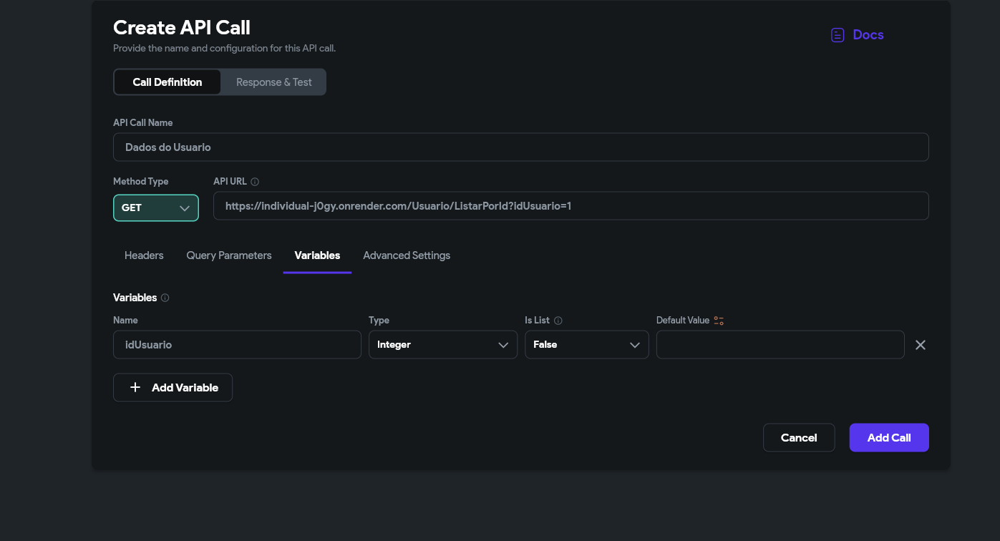 Create API Call
Provide the name and configuration for this API call.
Docs
Call Definition
Response & Test
API Call Name
Dados do Usuario
Method Type
API URL
GET
https://individual-j0gy.onrender.com/Usuario/ListarPorId?idUsuario=1
Headers
Query Parameters
Variables
Advanced Settings
Variables
Name
Type
Is List
Default Value
idUsuario
Integer
False
Add Variable
Cancel
Add Call